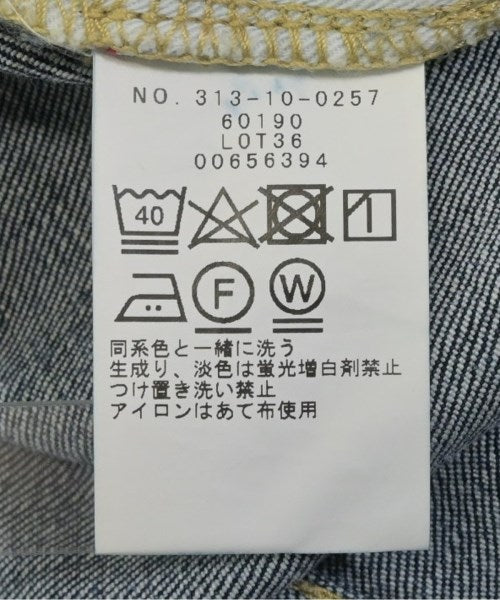 NO. 313-10-0257
60190
LOT36
00656394
40
F
W
同系色と一緒に洗う
生成り、淡色は蛍光増白剤禁止
つけ置き洗い禁止
アイロンはあて布使用